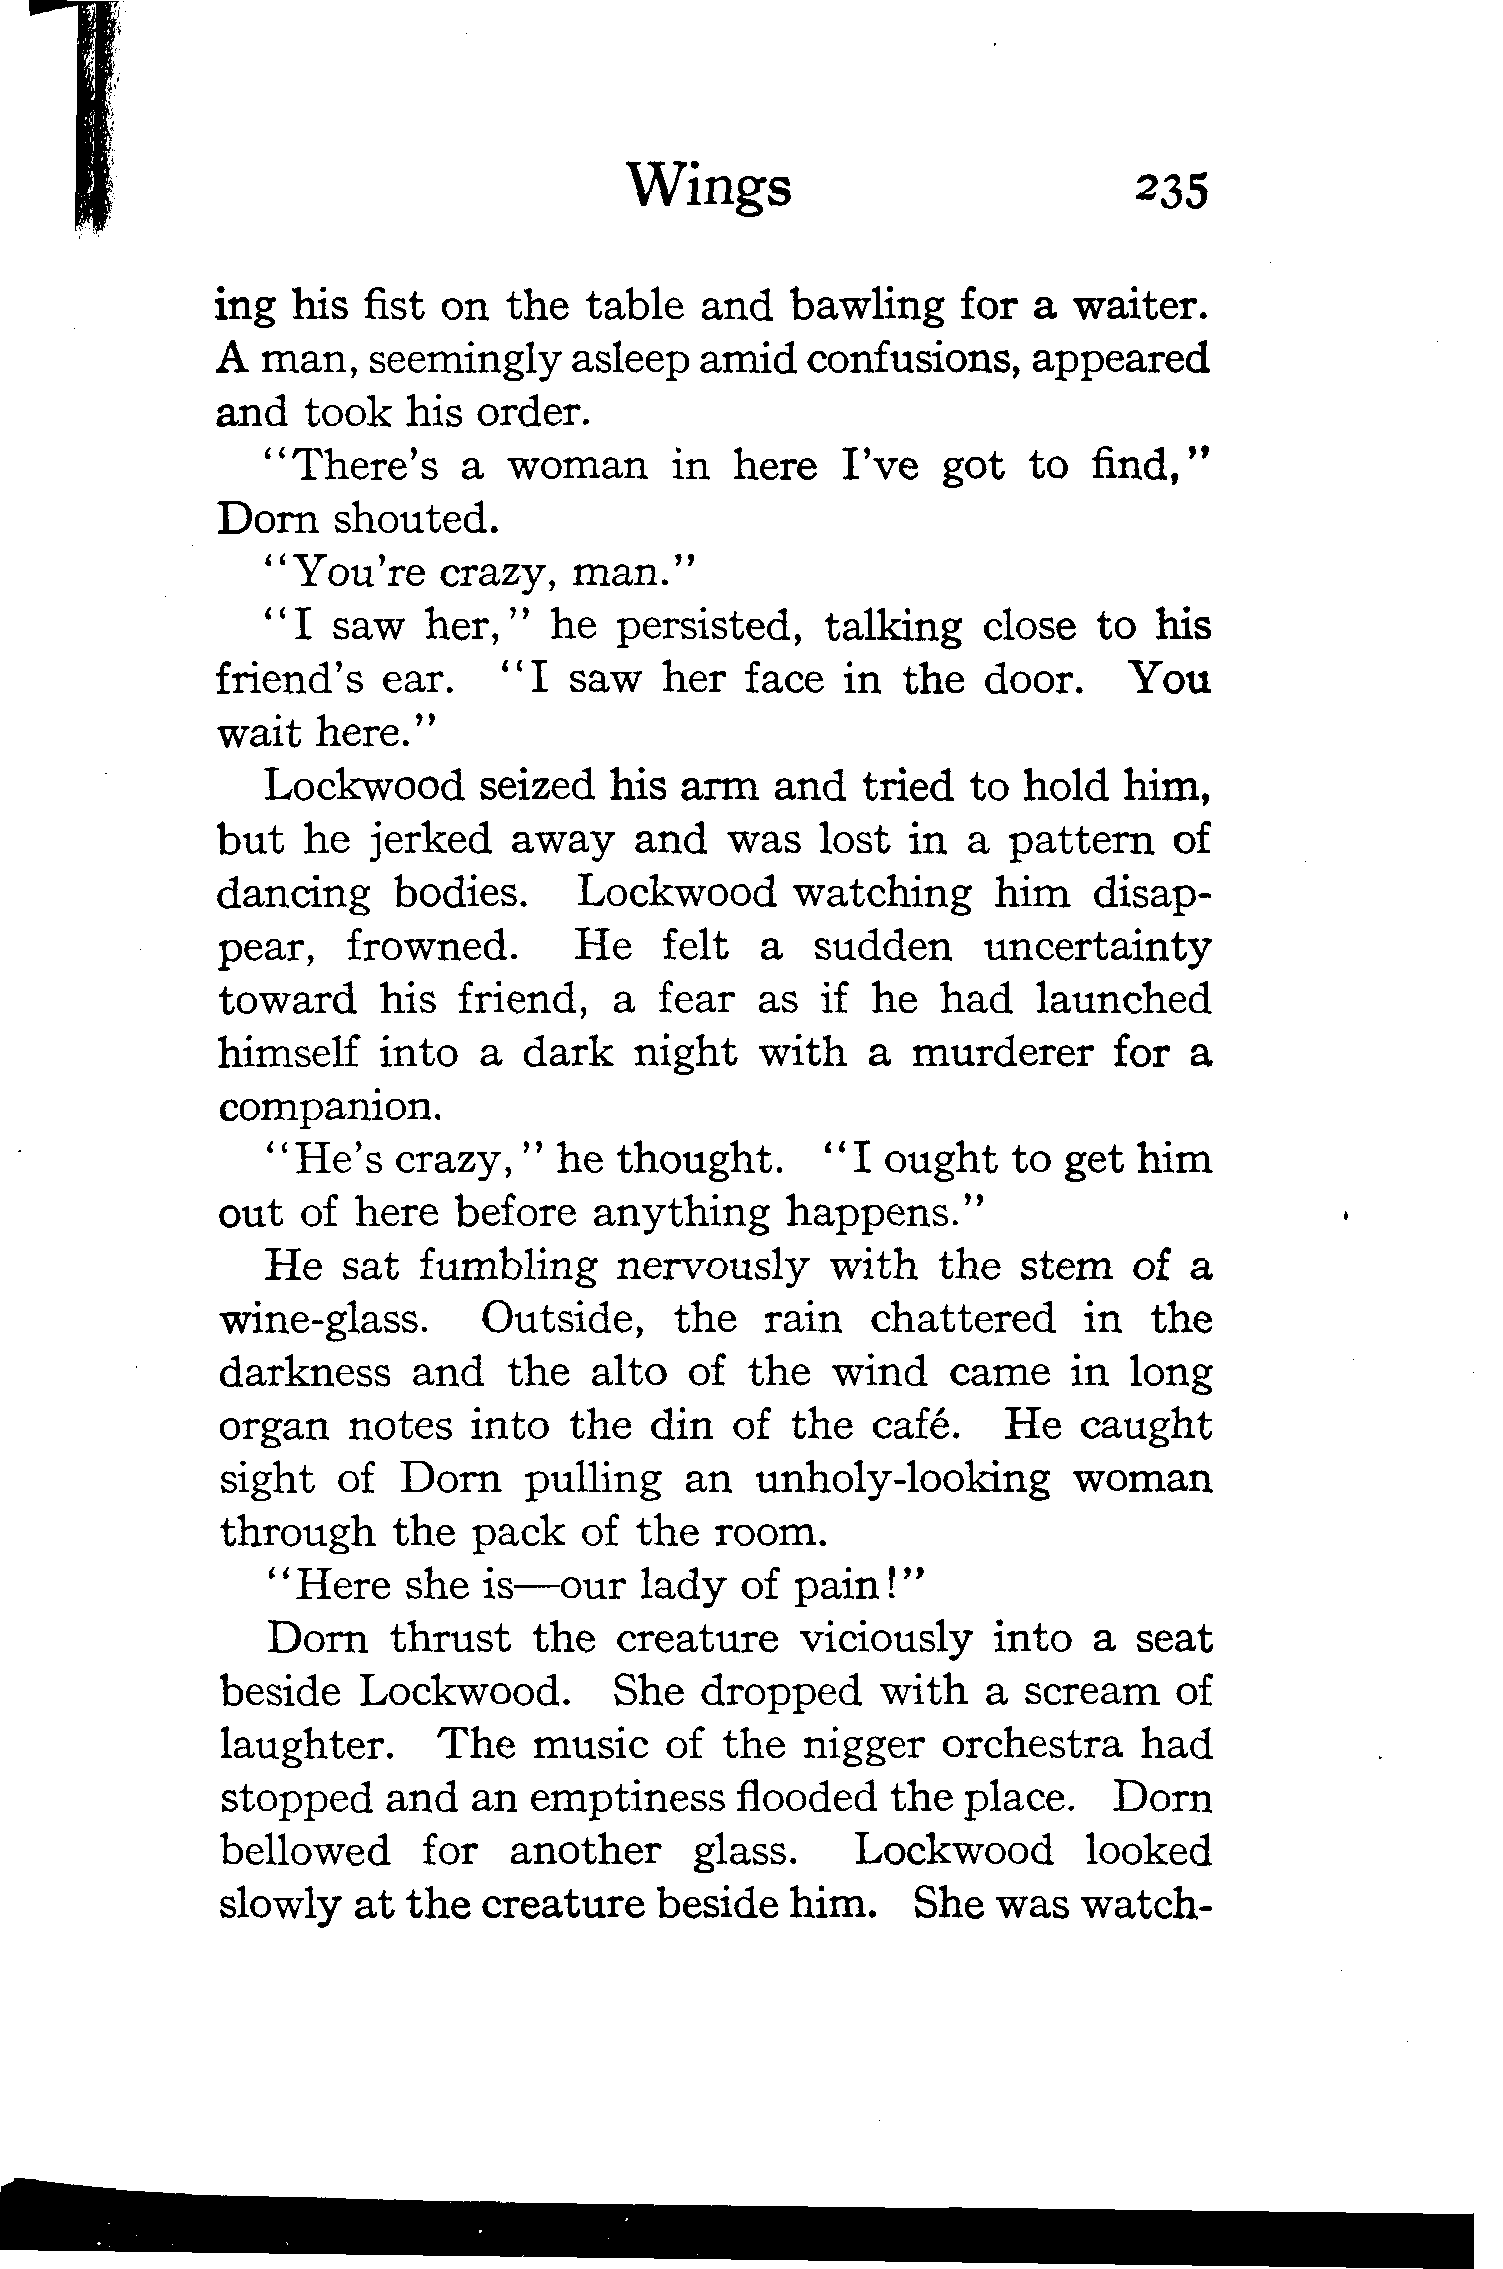 Wings 235
ing his fist on the table and bawling for a waiter.
A man, seemingly asleep amid confusions, appeared
and took his order.
"There's a woman in here I've got to find,"
Dorn shouted.
"You're crazy, man."
"I saw her," he persisted, talking close to his
friend's ear. "I saw her face in the door. You
wait here."
Lockwood seized his arm and tried to hold him,
but he jerked away and was lost in a pattern of
dancing bodies. Lockwood watching him disap-
pear, frowned. He felt a sudden uncertainty
toward his friend, a fear as if he had launched
himself into a dark night with a murderer for a
companion.
"He's crazy," he thought. "I ought to get him
out of here before anything happens."
He sat fumbling nervously with the stem of a
wine-glass. Outside, the rain chattered in the
darkness and the alto of the wind came in long
organ notes into the din of the café. He caught
sight of Dorn pulling an unholy-looking woman
through the pack of the room.
"Here she is—our lady of pain!"
Dorn thrust the creature viciously into a seat
beside Lockwood. She dropped with a scream of
laughter. The music of the nigger orchestra had
stopped and an emptiness flooded the place. Dorn
bellowed for another glass. Lockwood looked
slowly at the creature beside him. She was watch-